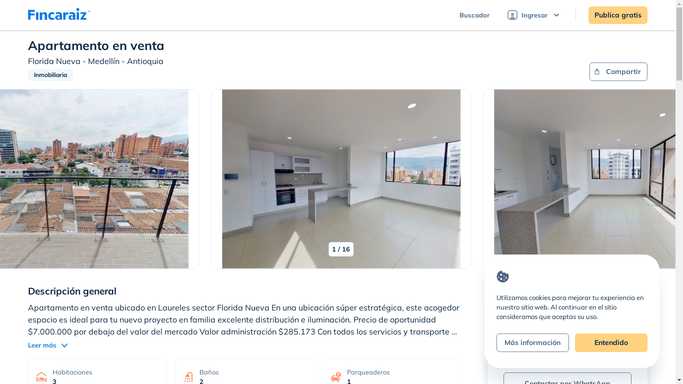 Fincaraiz
Buscador
Ingresar
Publica gratis
Apartamento en venta
Florida Nueva - Medellín - Antioquia
Inmobiliaria
Compartir
1 / 16
Descripción general
Apartamento en venta ubicado en Laureles sector Florida Nueva En una ubicación súper estratégica, este acogedor
espacio es ideal para tu nuevo proyecto en familia excelente distribución e iluminación. Precio de oportunidad
$7.000.000 por debajo del valor del mercado Valor administración $285.173 Con todos los servicios y transporte ...
Leer más
Habitaciones
3
Baños
2
Parqueaderos
1
Utilizamos cookies para mejorar tu experiencia en
nuestro sitio web. Al continuar en el sitio
consideramos que aceptas su uso.
Más información
Entendido
Contactar por WhatsApp